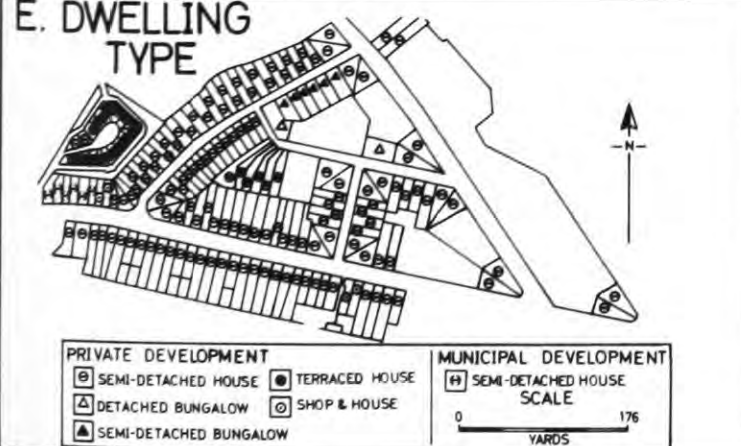 E. DWELLING
TYPE
N
PRIVATE DEVELOPMENT
SEMI-DETACHED HOUSE
TERRACED HOUSE
DETACHED BUNGALOW
SHOP & HOUSE
SEMI-DETACHED BUNGALOW
MUNICIPAL DEVELOPMENT
SEMI-DETACHED HOUSE
SCALE
0 176
YARDS